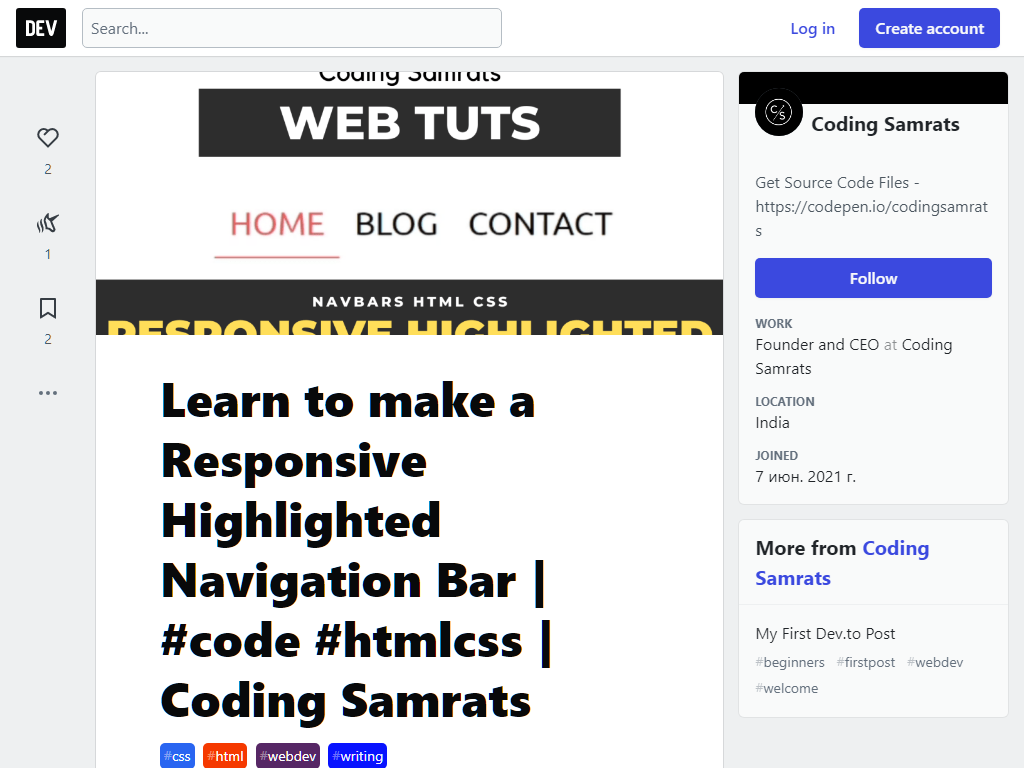 DEV
Search...
Log in
Create account
Coding Samrats
WEB TUTS
HOME BLOG CONTACT
NAVBARS HTML CSS
RESPONSIVE HIGHLIGHTED
2
1
2
Learn to make a
Responsive
Highlighted
Navigation Bar |
#code #htmlcss |
Coding Samrats
#css #html #webdev #writing
C/S
Coding Samrats
Get Source Code Files -
https://codepen.io/codingsamrat
s
Follow
WORK
Founder and CEO at Coding
Samrats
LOCATION
India
JOINED
7 июн. 2021 г.
More from Coding
Samrats
My First Dev.to Post
#beginners #firstpost #webdev
#welcome